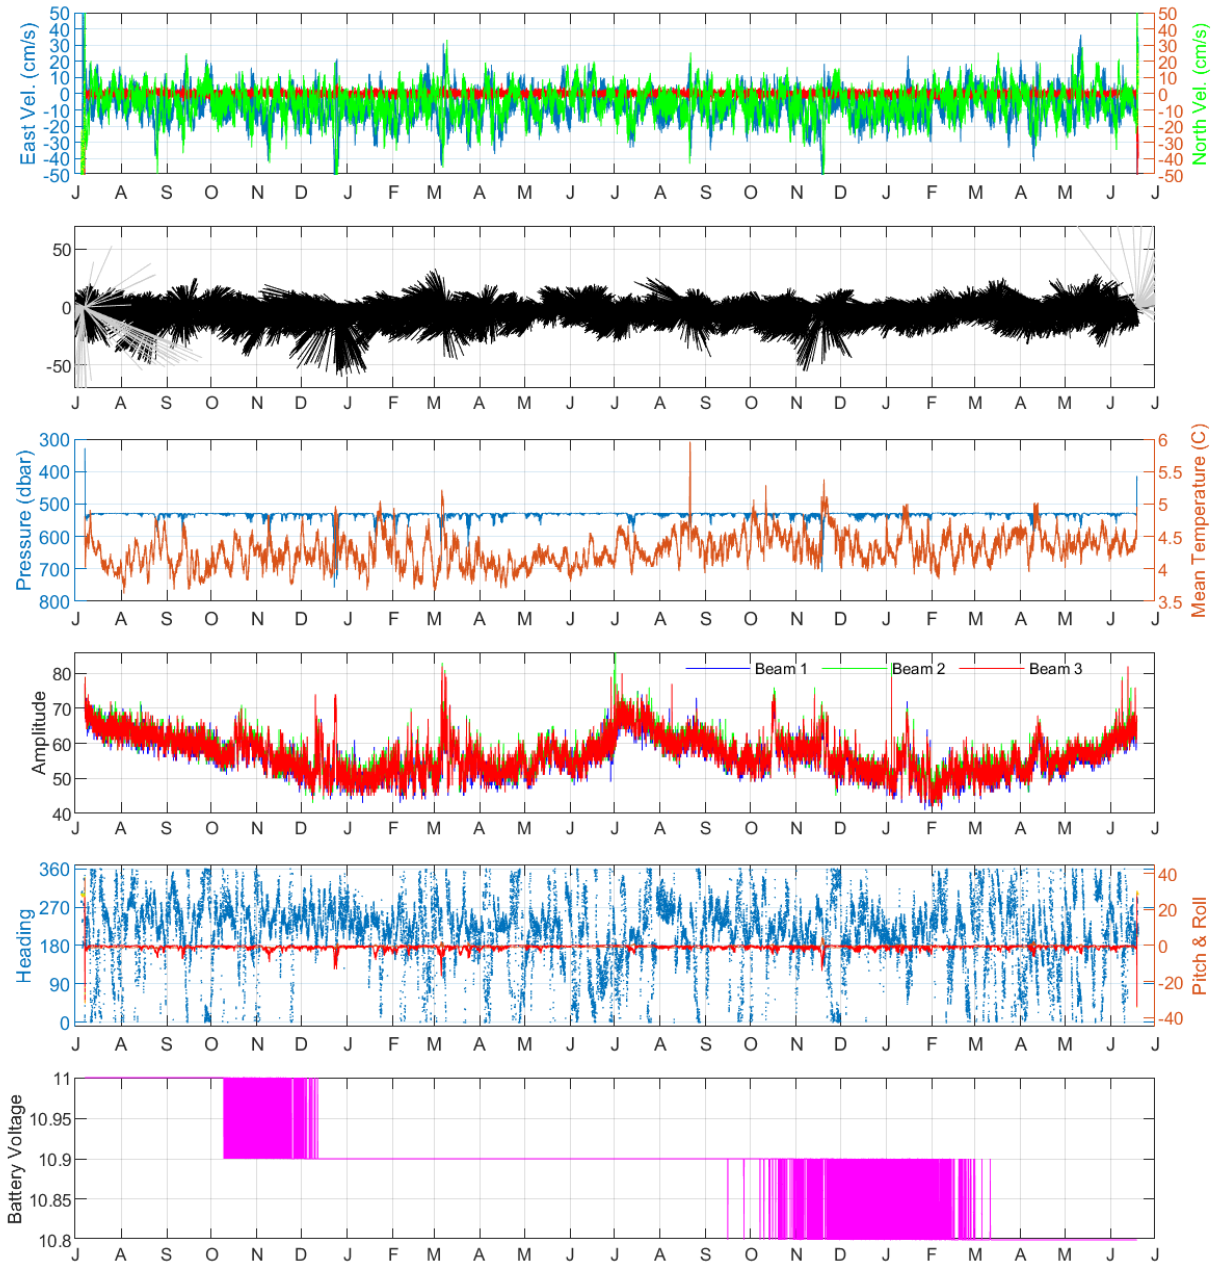 50 40 30 20 10 0 -10 -20 -30 -40 -50
East Vel. (cm/s)
50 40 30 20 10 0 -10 -20 -30 -40 -50
North Vel. (cm/s)
J A S O N D J F M A M J J A S O N D J F M A M J J
50 0 -50
J A S O N D J F M A M J J A S O N D J F M A M J J
300 400 500 600 700 800
Pressure (dbar)
6 5.5 5 4.5 4 3.5
Mean Temperature (C)
J A S O N D J F M A M J J A S O N D J F M A M J J
80 70 60 50 40
Amplitude
Beam 1 Beam 2 Beam 3
J A S O N D J F M A M J J A S O N D J F M A M J J
360 270 180 90 0
Heading
40 20 0 -20 -40
Pitch & Roll
J A S O N D J F M A M J J A S O N D J F M A M J J
11 10.95 10.9 10.85 10.8
Battery Voltage
J A S O N D J F M A M J J A S O N D J F M A M J J